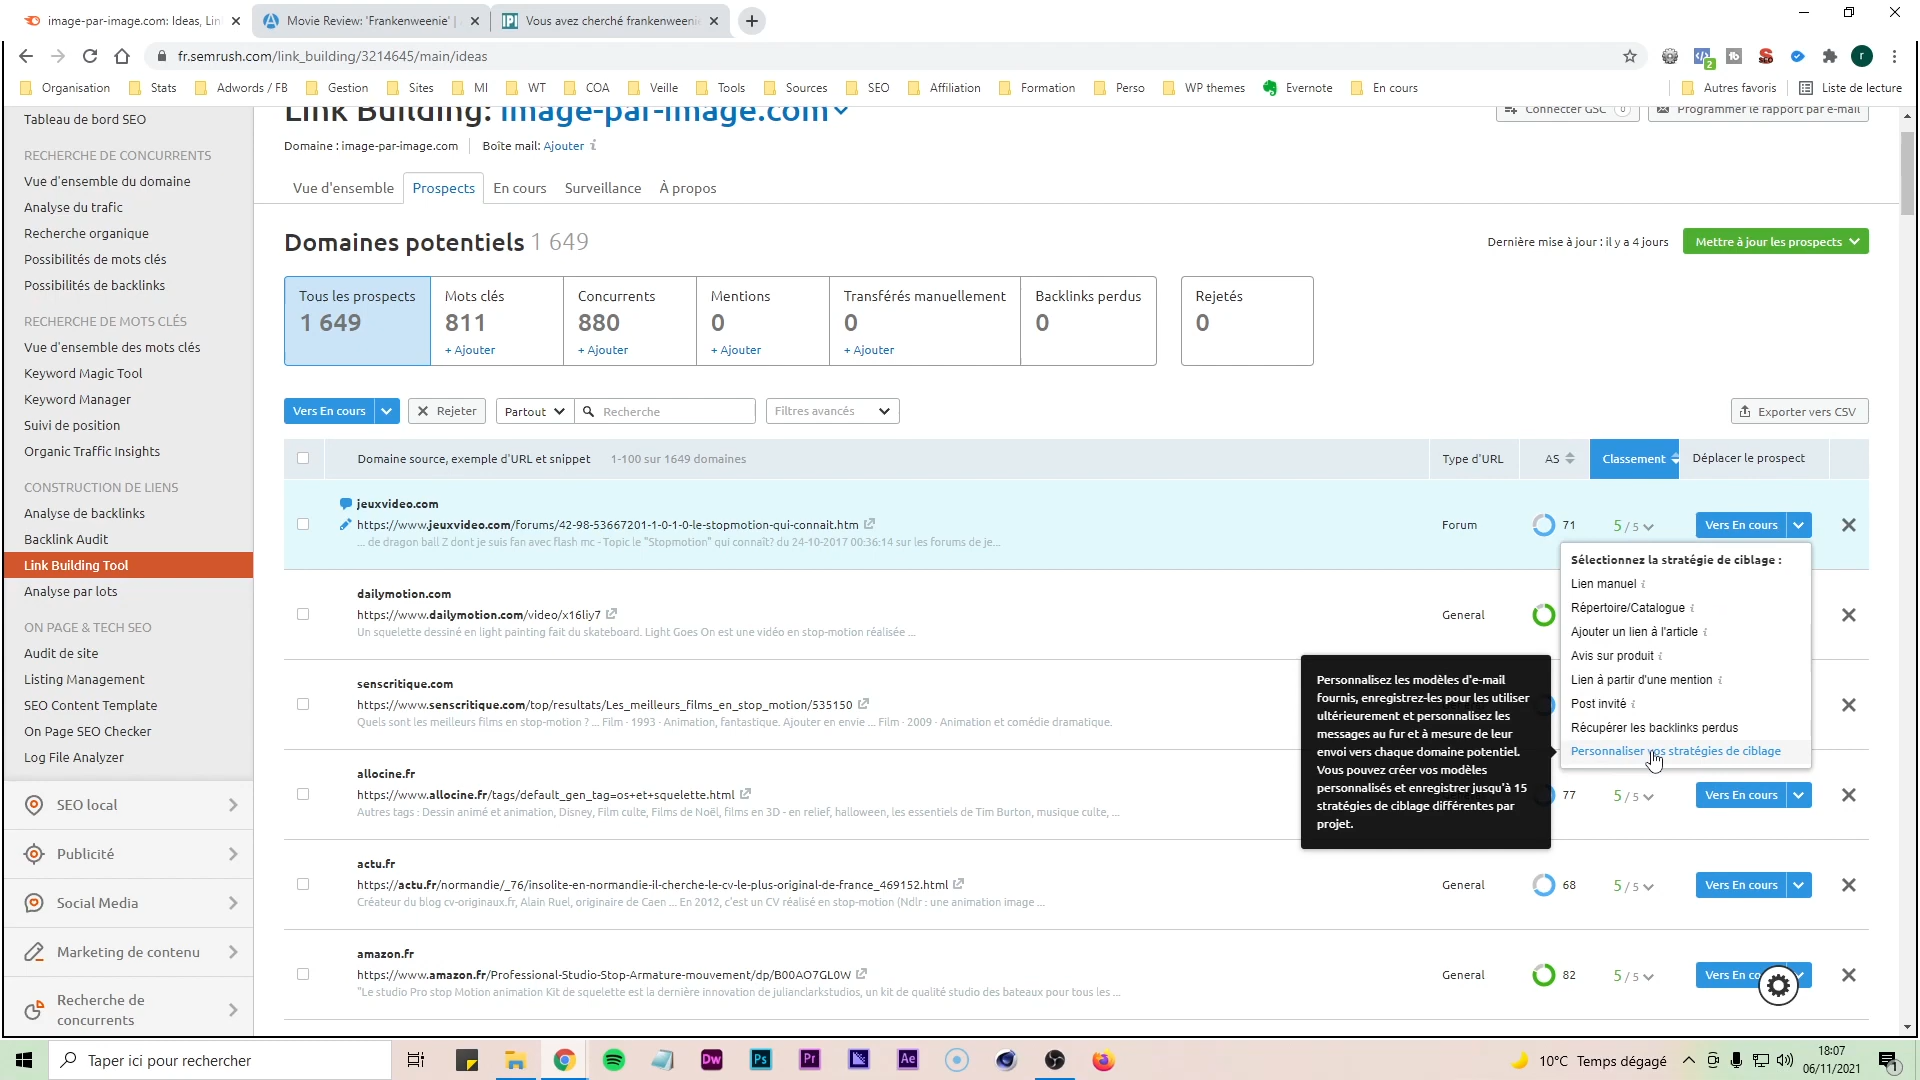 image-par-image.com: Ideas, Lin
Movie Review: 'Frankenweenie' |
Vous avez cherché frankenweenie
fr.semrush.com/link_building/3214645/main/ideas
Organisation
Stats
Adwords / FB
Gestion
Sites
MI
WT
COA
Veille
Tools
Sources
SEO
Affiliation
Formation
Perso
WP themes
Evernote
En cours
Autres favoris
Liste de lecture
Tableau de bord SEO
RECHERCHE DE CONCURRENTS
Vue d'ensemble du domaine
Analyse du trafic
Recherche organique
Possibilités de mots clés
Possibilités de backlinks
RECHERCHE DE MOTS CLÉS
Vue d'ensemble des mots clés
Keyword Magic Tool
Keyword Manager
Suivi de position
Organic Traffic Insights
CONSTRUCTION DE LIENS
Analyse de backlinks
Backlink Audit
Link Building Tool
Analyse par lots
ON PAGE & TECH SEO
Audit de site
Listing Management
SEO Content Template
On Page SEO Checker
Log File Analyzer
SEO local
Publicité
Social Media
Marketing de contenu
Recherche de
concurrents
Link Building: image-par-image.com
Connecter GSC 0
Programmer le rapport par e-mail
Domaine : image-par-image.com
Boîte mail: Ajouter
Vue d'ensemble
Prospects
En cours
Surveillance
À propos
Domaines potentiels 1 649
Dernière mise à jour : il y a 4 jours
Mettre à jour les prospects
Tous les prospects
1 649
Mots clés
811
+ Ajouter
Concurrents
880
+ Ajouter
Mentions
0
+ Ajouter
Transférés manuellement
0
+ Ajouter
Backlinks perdus
0
Rejetés
0
Vers En cours
Rejeter
Partout
Recherche
Filtres avancés
Exporter vers CSV
Domaine source, exemple d'URL et snippet
1-100 sur 1649 domaines
Type d'URL
AS
Classement
Déplacer le prospect
jeuxvideo.com
https://www.jeuxvideo.com/forums/42-98-53667201-1-0-1-0-le-stopmotion-qui-connait.htm
... de dragon ball Z dont je suis fan avec flash mc - Topic le "Stopmotion" qui connaît? du 24-10-2017 00:36:14 sur les forums de je...
Forum
71
5 / 5
Vers En cours
dailymotion.com
https://www.dailymotion.com/video/x16liy7
Un squelette dessiné en light painting fait du skateboard. Light Goes On est une vidéo en stop-motion réalisée ...
General
senscritique.com
https://www.senscritique.com/top/resultats/Les_meilleurs_films_en_stop_motion/535150
Quels sont les meilleurs films en stop-motion ? ... Film · 1993 · Animation, fantastique. Ajouter en envie ... Film · 2009 · Animation et comédie dramatique.
allocine.fr
https://www.allocine.fr/tags/default_gen_tag=os+et+squelette.html
Autres tags : Dessin animé et animation, Disney, Film culte, Films de Noël, films en 3D - en relief, halloween, les essentiels de Tim Burton, musique culte, ...
77
5 / 5
Vers En cours
actu.fr
https://actu.fr/normandie/_76/insolite-en-normandie-il-cherche-le-cv-le-plus-original-de-france_469152.html
Créateur du blog cv-originaux.fr, Alain Ruel, originaire de Caen ... En 2012, c'est un CV réalisé en stop-motion (Ndlr : une animation image ...
General
68
5 / 5
Vers En cours
amazon.fr
https://www.amazon.fr/Professional-Studio-Stop-Armature-mouvement/dp/B00AO7GL0W
"Le studio Pro stop Motion animation Kit de squelette est la dernière innovation de julianclarkstudios, un kit de qualité studio des bateaux pour tous les ...
General
82
5 / 5
Vers En co
Sélectionnez la stratégie de ciblage :
Lien manuel
Répertoire/Catalogue
Ajouter un lien à l'article
Avis sur produit
Lien à partir d'une mention
Post invité
Récupérer les backlinks perdus
Personnaliser vos stratégies de ciblage
Personnalisez les modèles d'e-mail
fournis, enregistrez-les pour les utiliser
ultérieurement et personnalisez les
messages au fur et à mesure de leur
envoi vers chaque domaine potentiel.
Vous pouvez créer vos modèles
personnalisés et enregistrer jusqu'à 15
stratégies de ciblage différentes par
projet.
Taper ici pour rechercher
10°C Temps dégagé
18:07
06/11/2021